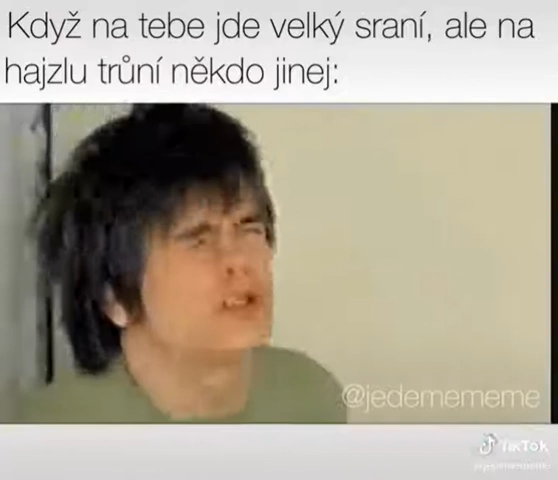 Když na tebe jde velký sraní, ale na
hajzlu trůní někdo jinej:
@jedemememe
TikTok